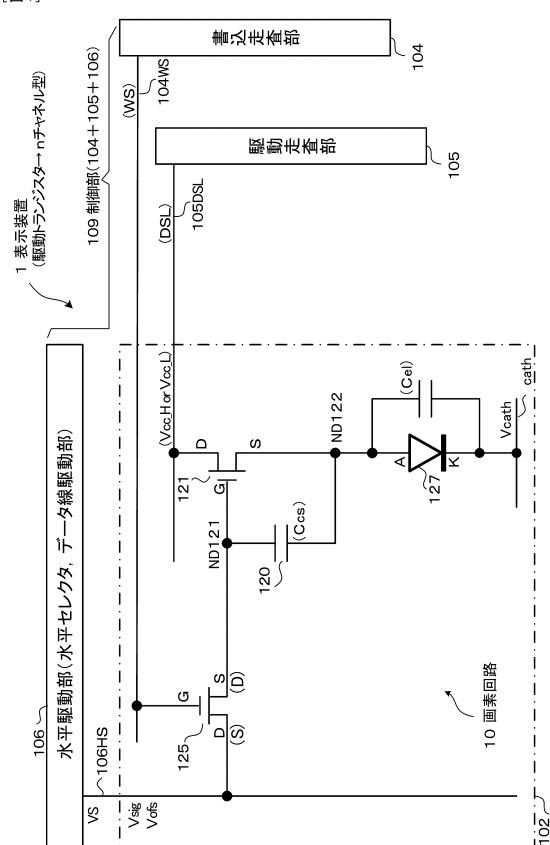 1 表示装置
(駆動トランジスタ→nチャネル型)
109 制御部(104+105+106)
書込走査部
104
(WS)
104WS
駆動走査部
105
(DSL)
105DSL
106
水平駆動部(水平セレクタ, データ線駆動部)
106HS
VS
Vsig
Vofs
(Vcc_H or Vcc_L)
D
S
G
121
ND121
ND122
(Ccs)
120
(Cel)
A
K
127
Vcath
cath
G
D
(S)
S
(D)
125
10 画素回路
102